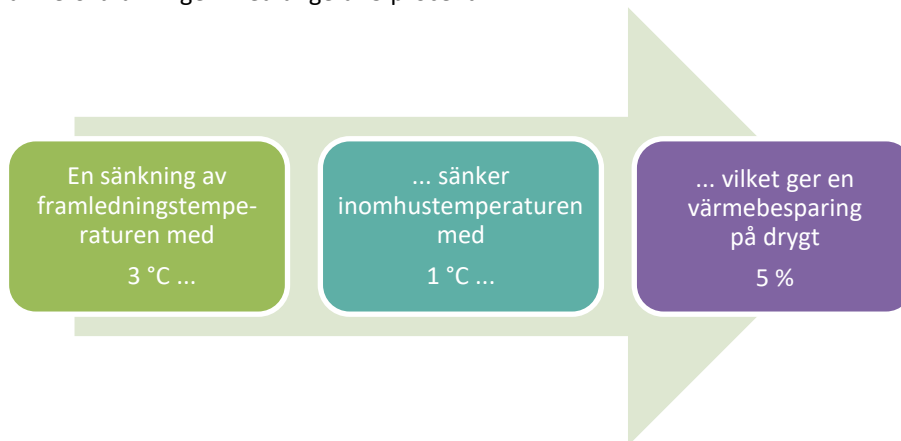 En sänkning av
framledningstempe-
raturen med
3 °C ...
... sänker
inomhustemperaturen
med
1 °C ...
... vilket ger en
värmebesparing
på drygt
5 %